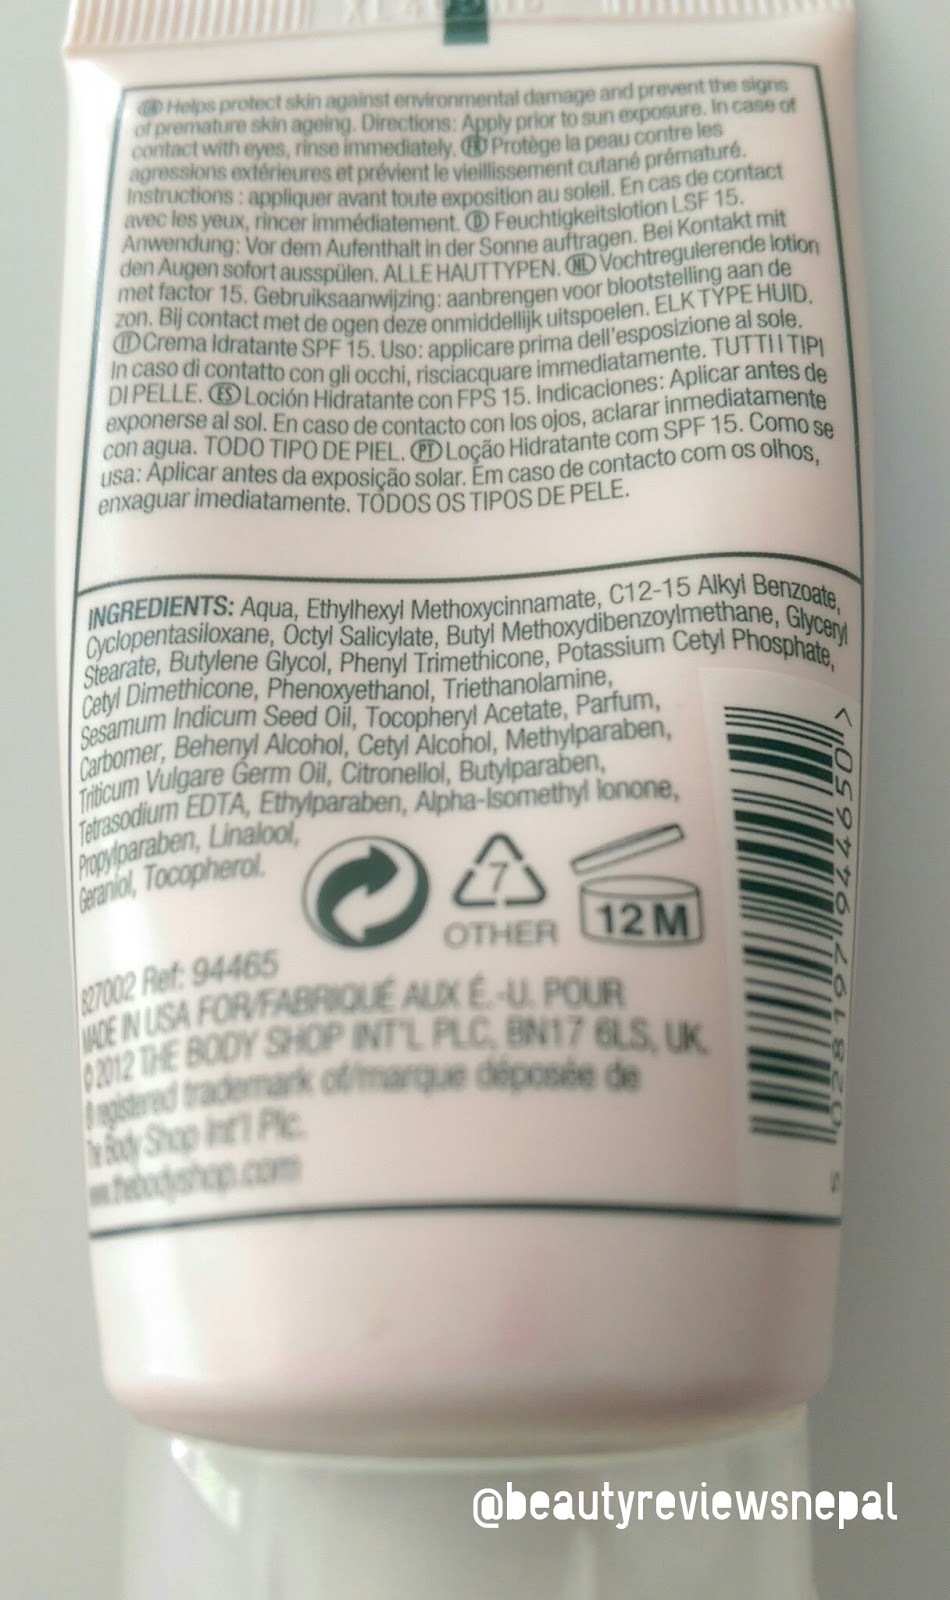 GB Helps protect skin against environmental damage and prevent the signs
of premature skin ageing. Directions: Apply prior to sun exposure. In case of
contact with eyes, rinse immediately. FR Protège la peau contre les
agressions extérieures et prévient le vieillissement cutané prématuré.
Instructions : appliquer avant toute exposition au soleil. En cas de contact
avec les yeux, rincer immédiatement. D Feuchtigkeitslotion LSF 15.
Anwendung: Vor dem Aufenthalt in der Sonne auftragen. Bei Kontakt mit
den Augen sofort ausspülen. ALLE HAUTTYPEN. NL Vochtregulerende lotion
met factor 15. Gebruiksaanwijzing: aanbrengen voor blootstelling aan de
zon. Bij contact met de ogen deze onmiddellijk uitspoelen. ELK TYPE HUID.
IT Crema Idratante SPF 15. Uso: applicare prima dell'esposizione al sole.
In caso di contatto con gli occhi, risciacquare immediatamente. TUTTI I TIPI
DI PELLE. ES Loción Hidratante con FPS 15. Indicaciones: Aplicar antes de
exponerse al sol. En caso de contacto con los ojos, aclarar inmediatamente
con agua. TODO TIPO DE PIEL. PT Loção Hidratante com SPF 15. Como se
usa: Aplicar antes da exposição solar. Em caso de contacto com os olhos,
enxaguar imediatamente. TODOS OS TIPOS DE PELE.
INGREDIENTS: Aqua, Ethylhexyl Methoxycinnamate, C12-15 Alkyl Benzoate,
Cyclopentasiloxane, Octyl Salicylate, Butyl Methoxydibenzoylmethane, Glyceryl
Stearate, Butylene Glycol, Phenyl Trimethicone, Potassium Cetyl Phosphate,
Cetyl Dimethicone, Phenoxyethanol, Triethanolamine,
Sesamum Indicum Seed Oil, Tocopheryl Acetate, Parfum,
Carbomer, Behenyl Alcohol, Cetyl Alcohol, Methylparaben,
Triticum Vulgare Germ Oil, Citronellol, Butylparaben,
Tetrasodium EDTA, Ethylparaben, Alpha-Isomethyl Ionone,
Propylparaben, Linalool,
Geraniol, Tocopherol.
7
OTHER
12M
827002 Ref: 94465
MADE IN USA FOR/FABRIQUÉ AUX É.-U. POUR
© 2012 THE BODY SHOP INT'L PLC, BN17 6LS, UK.
® registered trademark of/marque déposée de
The Body Shop Int'l Plc.
www.thebodyshop.com
028197944650 >
S
@beautyreviewsnepal